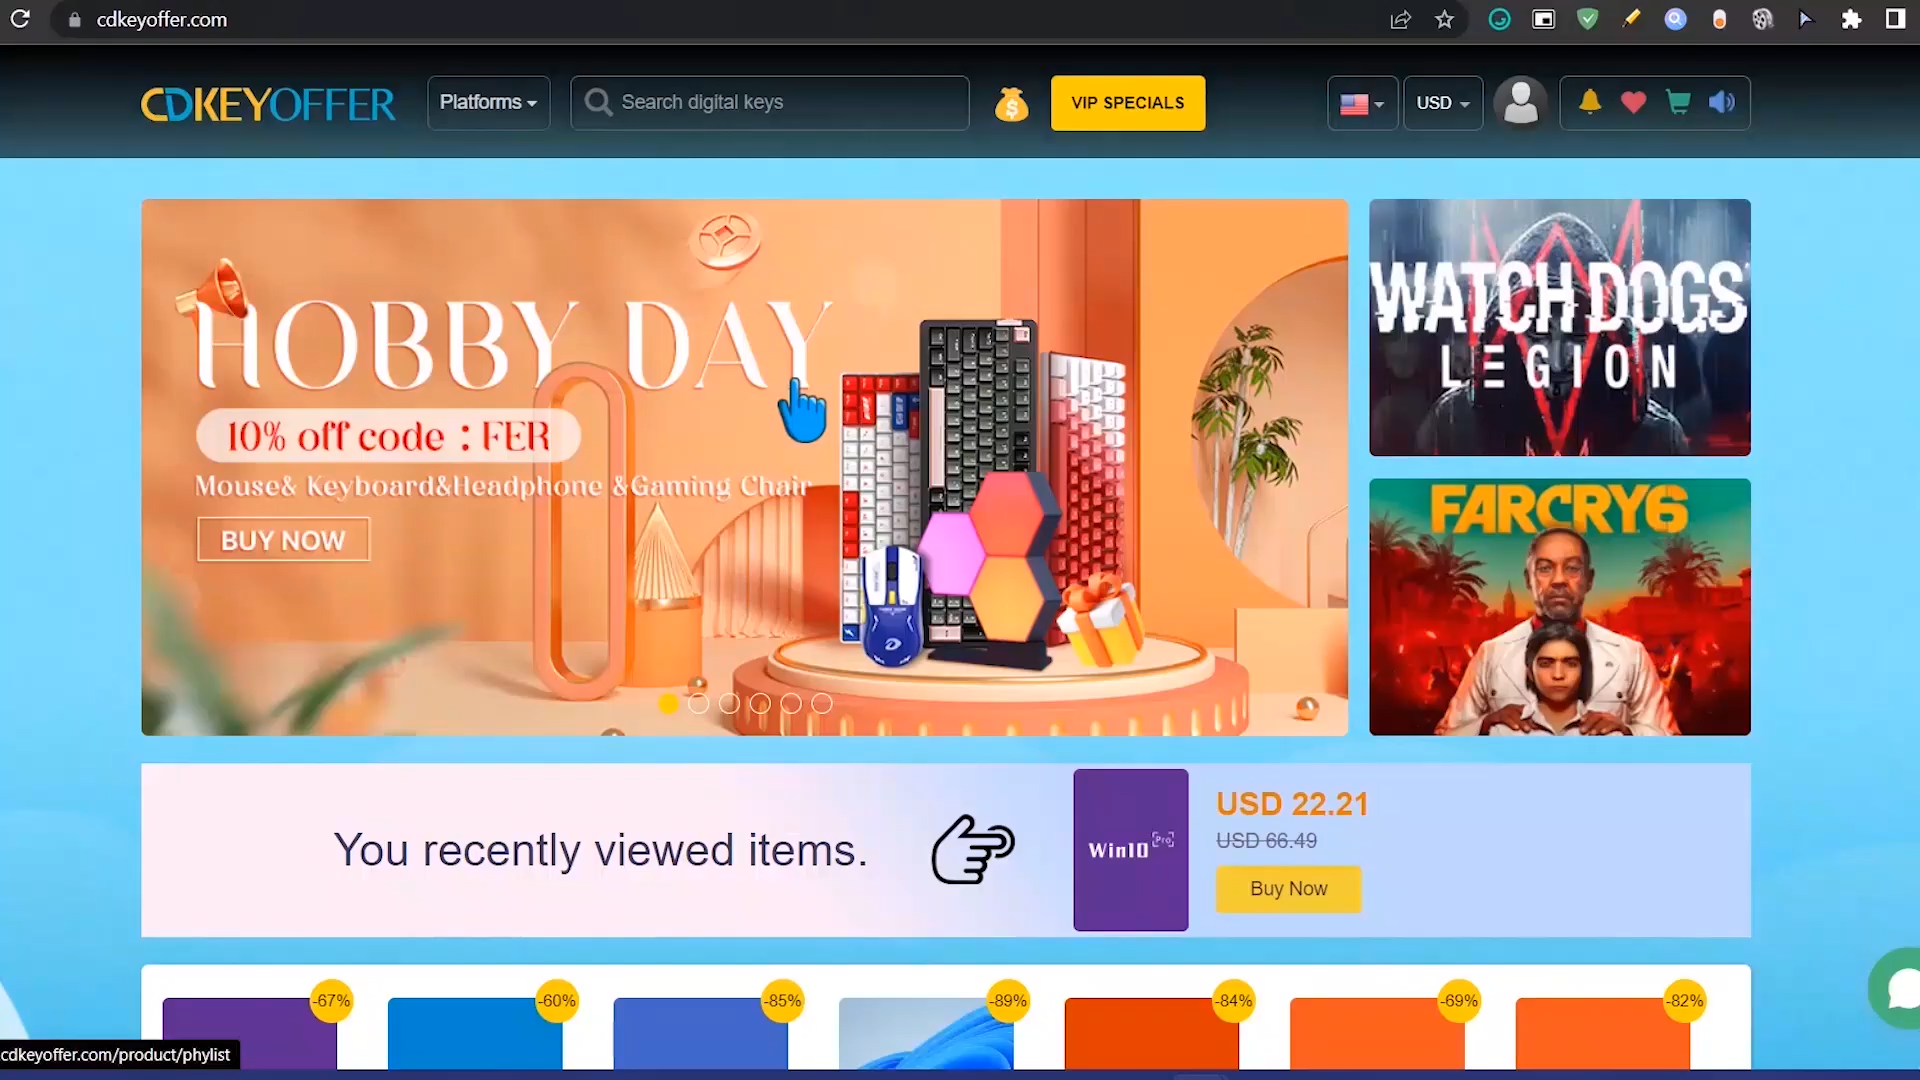 cdkeyoffer.com
CDKEYOFFER
Platforms
Search digital keys
VIP SPECIALS
USD
HOBBY DAY
10% off code : FER
Mouse& Keyboard&Headphone &Gaming Chair
BUY NOW
WATCH DOGS
LEGION
FARCRY6
You recently viewed items.
Win10 Pro
USD 22.21
USD 66.49
Buy Now
-67%
-60%
-85%
-89%
-84%
-69%
-82%
cdkeyoffer.com/product/phylist